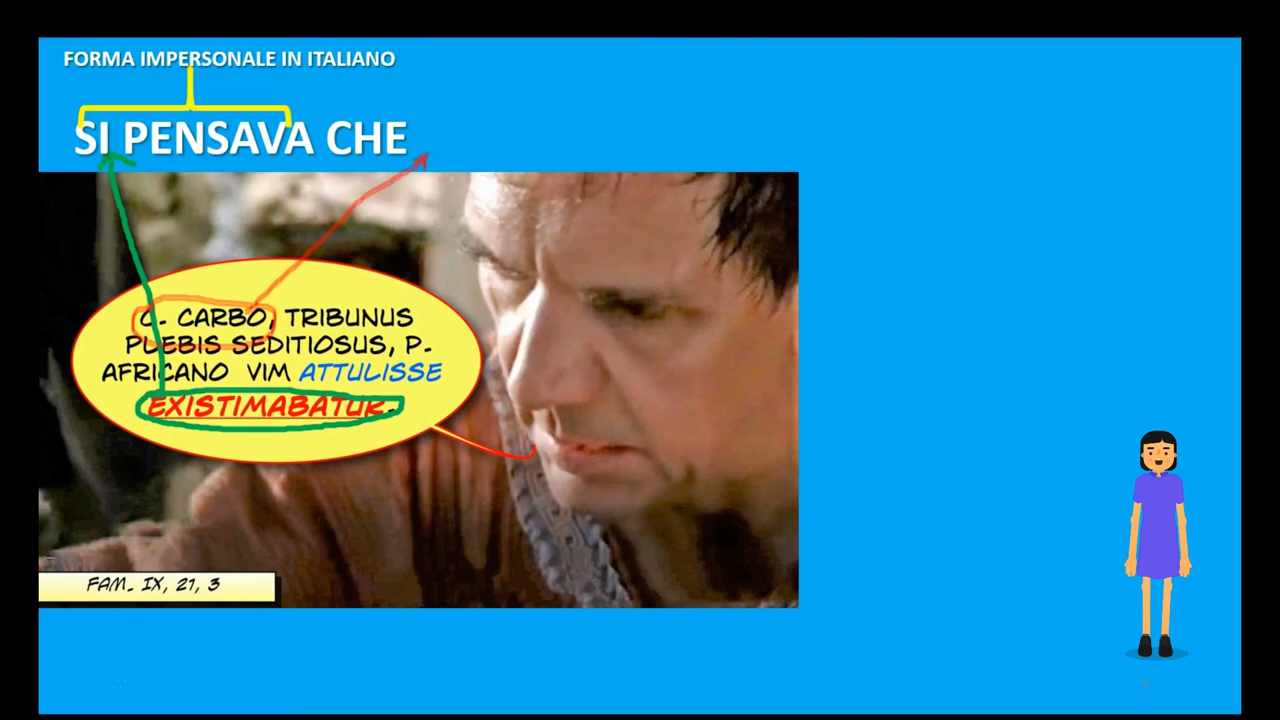 FORMA IMPERSONALE IN ITALIANO
SI PENSAVA CHE
C. CARBO, TRIBUNUS
PLEBIS SEDITIOSUS, P.
AFRICANO VIM ATTULISSE
EXISTIMABATUR.
FAM. IX, 21, 3